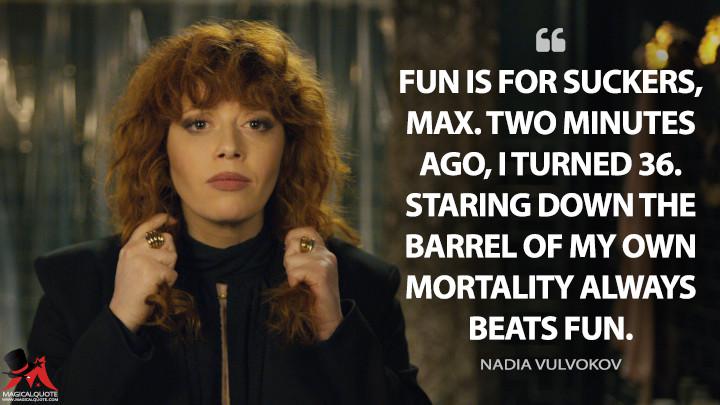 ❝
FUN IS FOR SUCKERS,
MAX. TWO MINUTES
AGO, I TURNED 36.
STARING DOWN THE
BARREL OF MY OWN
MORTALITY ALWAYS
BEATS FUN.
NADIA VULVOKOV
MAGICALQUOTE
WWW.MAGICALQUOTE.COM